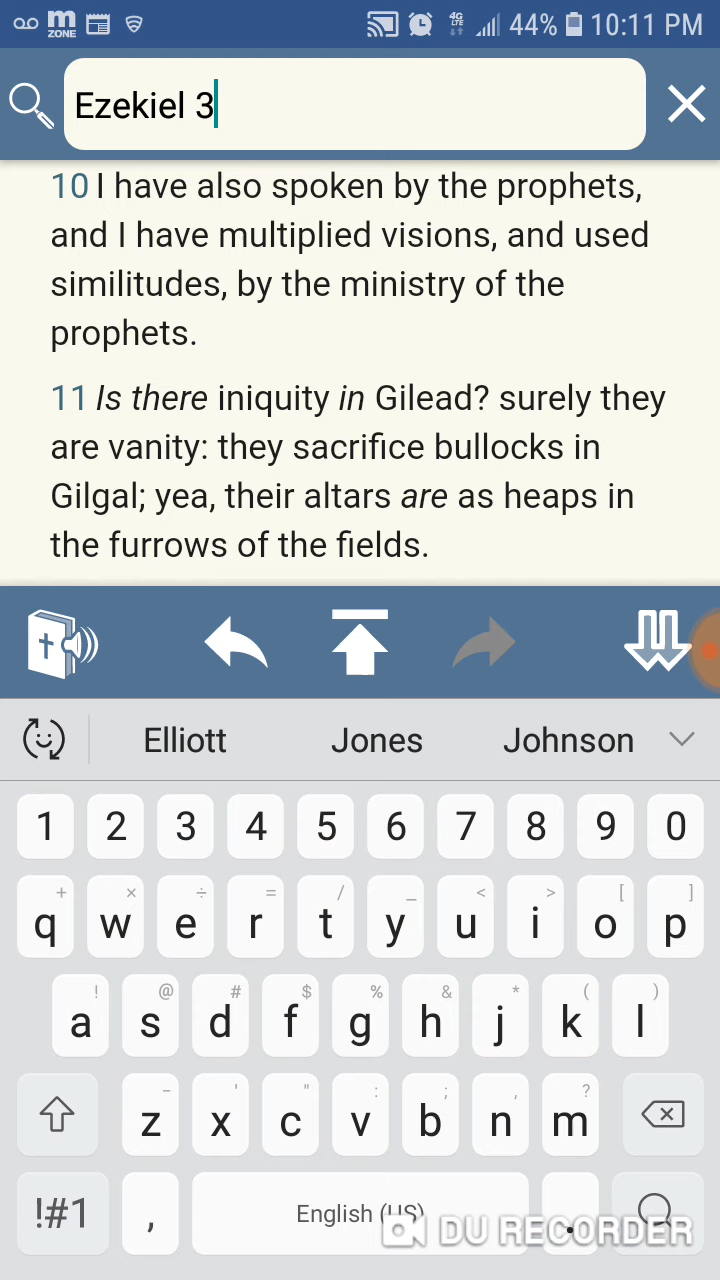 m ZONE 4G LTE 44% 10:11 PM
Ezekiel 3
10 I have also spoken by the prophets,
and I have multiplied visions, and used
similitudes, by the ministry of the
prophets.
11 Is there iniquity in Gilead? surely they
are vanity: they sacrifice bullocks in
Gilgal; yea, their altars are as heaps in
the furrows of the fields.
Elliott Jones Johnson
1 2 3 4 5 6 7 8 9 0
+ × ÷ = / _ < > [ ]
q w e r t y u i o p
! @ # $ % & * ( )
a s d f g h j k l
- ' " : ; , ?
z x c v b n m
!#1 , English (US) .
DU RECORDER